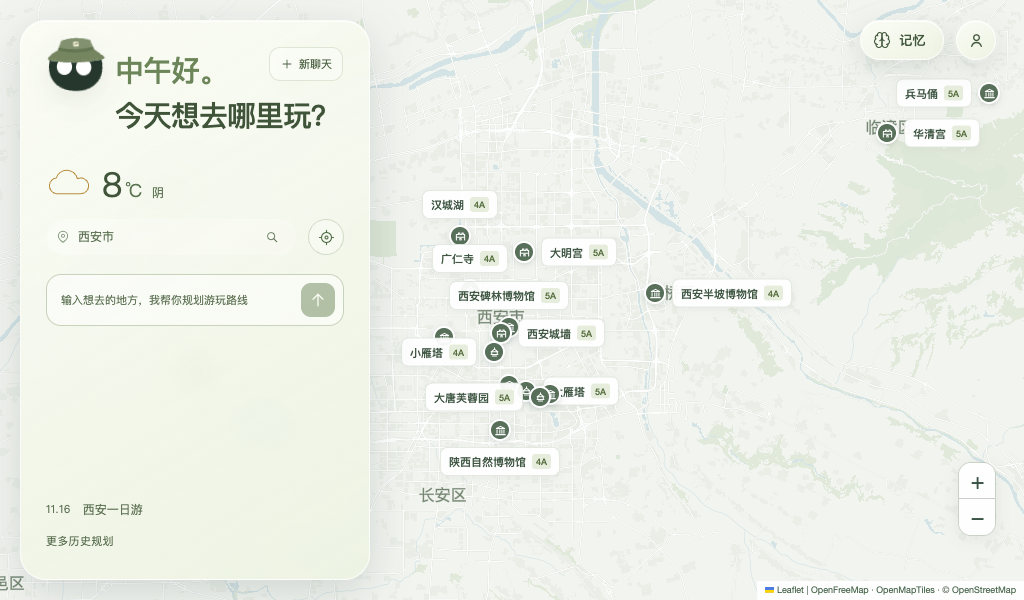 中午好。
+ 新聊天
今天想去哪里玩?
8℃ 阴
西安市
输入想去的地方，我帮你规划游玩路线
11.16 西安一日游
更多历史规划
记忆
兵马俑 5A
华清宫 5A
汉城湖 4A
广仁寺 4A
大明宫 5A
西安碑林博物馆 5A
西安半坡博物馆 4A
西安市
西安城墙 5A
小雁塔 4A
雁塔 5A
大唐芙蓉园 5A
陕西自然博物馆 4A
长安区
邑区
+
−
Leaflet | OpenFreeMap · OpenMapTiles · © OpenStreetMap